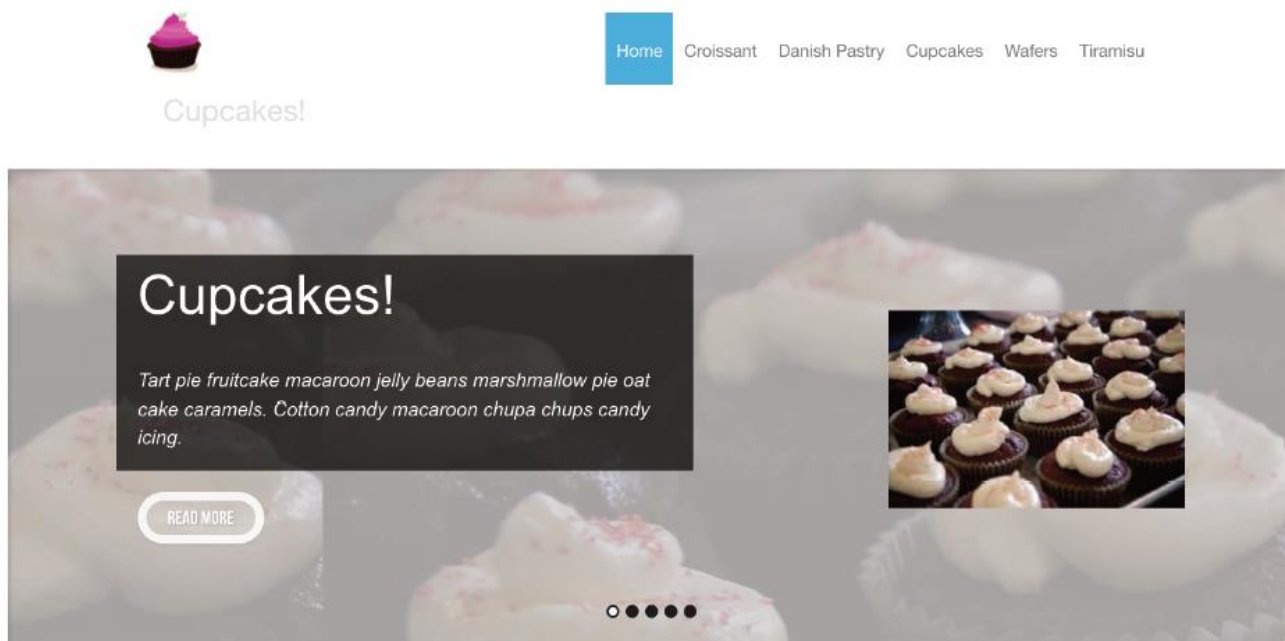 Home Croissant Danish Pastry Cupcakes Wafers Tiramisu
Cupcakes!
Cupcakes!
Tart pie fruitcake macaroon jelly beans marshmallow pie oat
cake caramels. Cotton candy macaroon chupa chups candy
icing.
READ MORE